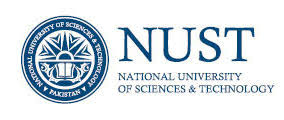 NATIONAL UNIVERSITY OF SCIENCES & TECHNOLOGY
PAKISTAN
NUST
NATIONAL UNIVERSITY
OF SCIENCES & TECHNOLOGY